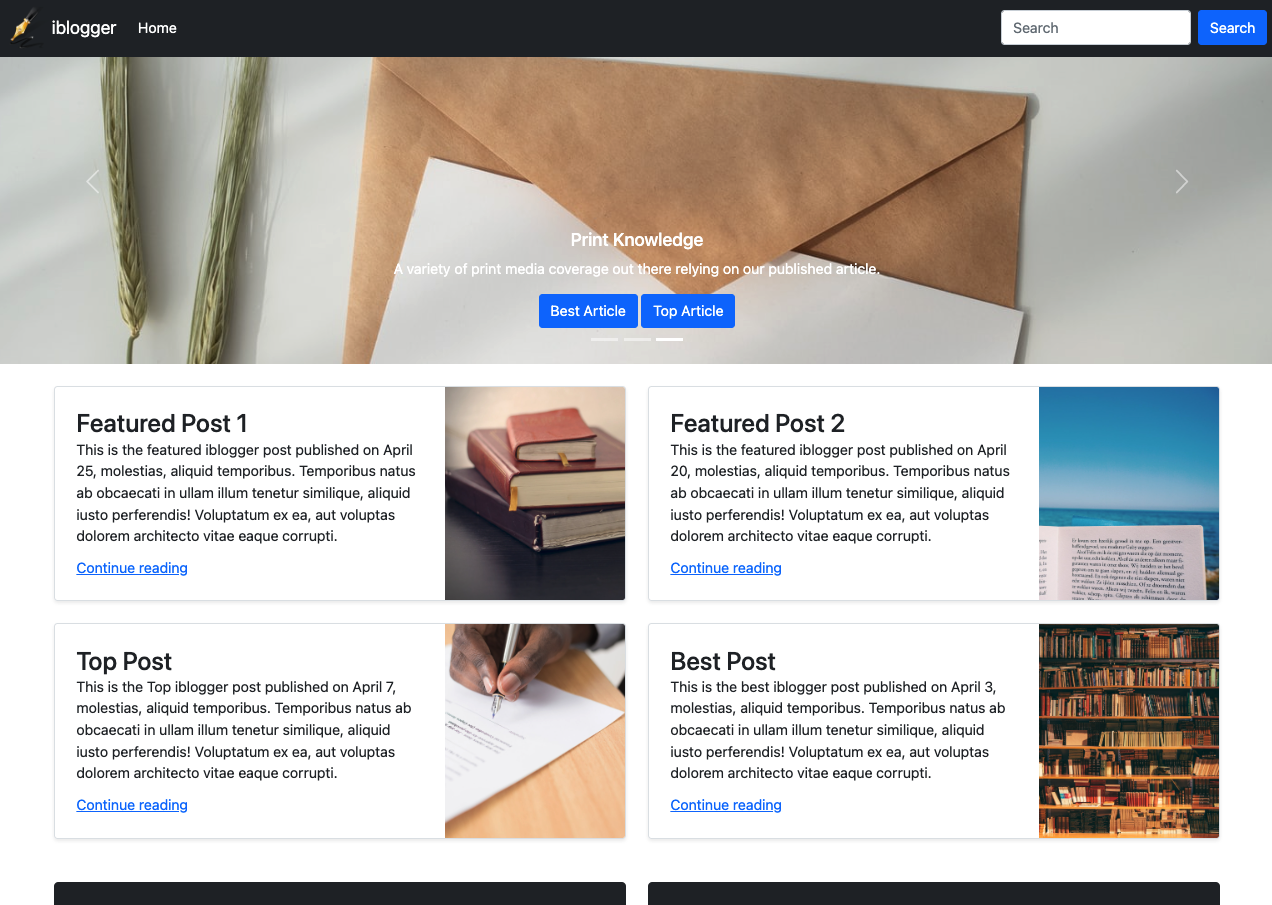 iblogger Home Search Search
Print Knowledge
A variety of print media coverage out there relying on our published article.
Best Article Top Article
Featured Post 1
This is the featured iblogger post published on April
25, molestias, aliquid temporibus. Temporibus natus
ab obcaecati in ullam illum tenetur similique, aliquid
iusto perferendis! Voluptatum ex ea, aut voluptas
dolorem architecto vitae eaque corrupti.
Continue reading
Featured Post 2
This is the featured iblogger post published on April
20, molestias, aliquid temporibus. Temporibus natus
ab obcaecati in ullam illum tenetur similique, aliquid
iusto perferendis! Voluptatum ex ea, aut voluptas
dolorem architecto vitae eaque corrupti.
Continue reading
Top Post
This is the Top iblogger post published on April 7,
molestias, aliquid temporibus. Temporibus natus ab
obcaecati in ullam illum tenetur similique, aliquid
iusto perferendis! Voluptatum ex ea, aut voluptas
dolorem architecto vitae eaque corrupti.
Continue reading
Best Post
This is the best iblogger post published on April 3,
molestias, aliquid temporibus. Temporibus natus ab
obcaecati in ullam illum tenetur similique, aliquid
iusto perferendis! Voluptatum ex ea, aut voluptas
dolorem architecto vitae eaque corrupti.
Continue reading